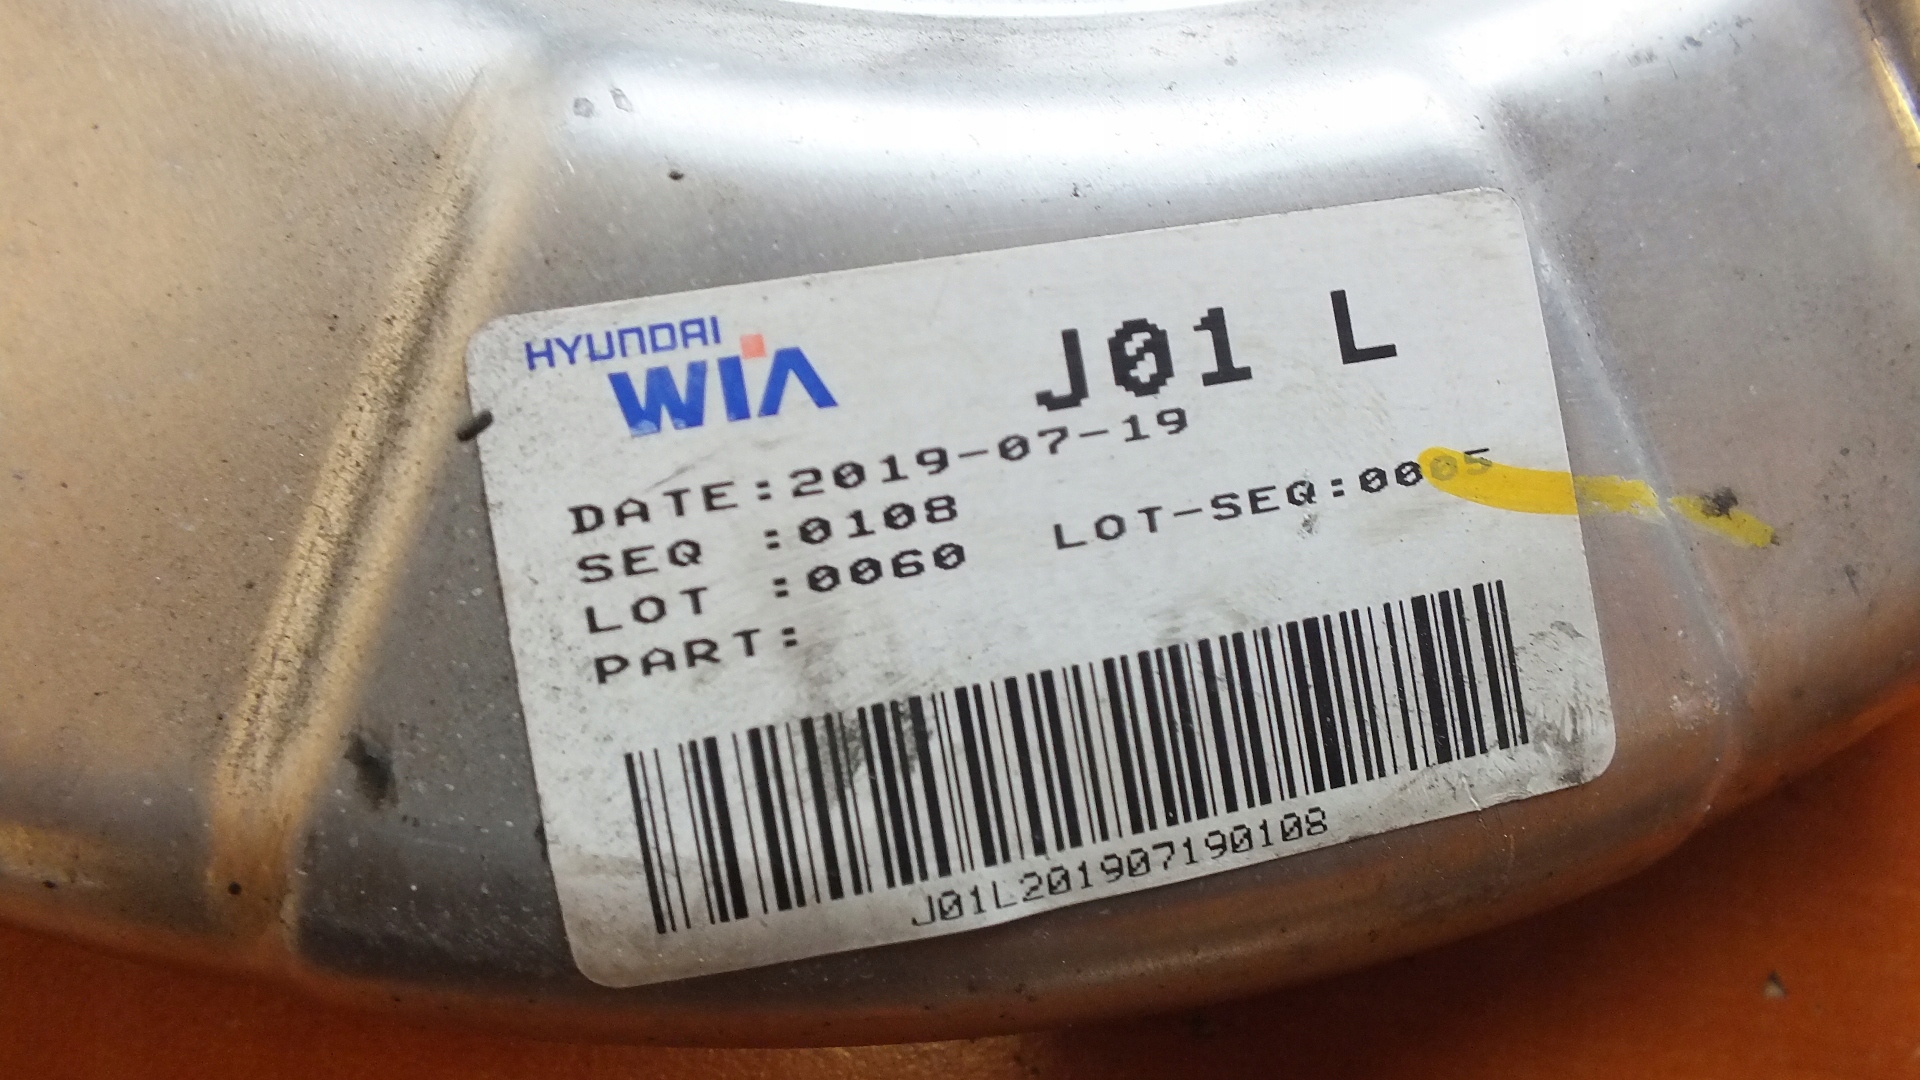 HYUNDAI
WIA
J01 L
DATE:2019-07-19
SEQ :0108
LOT :0060 LOT-SEQ:0005
PART:
J01L201907190108